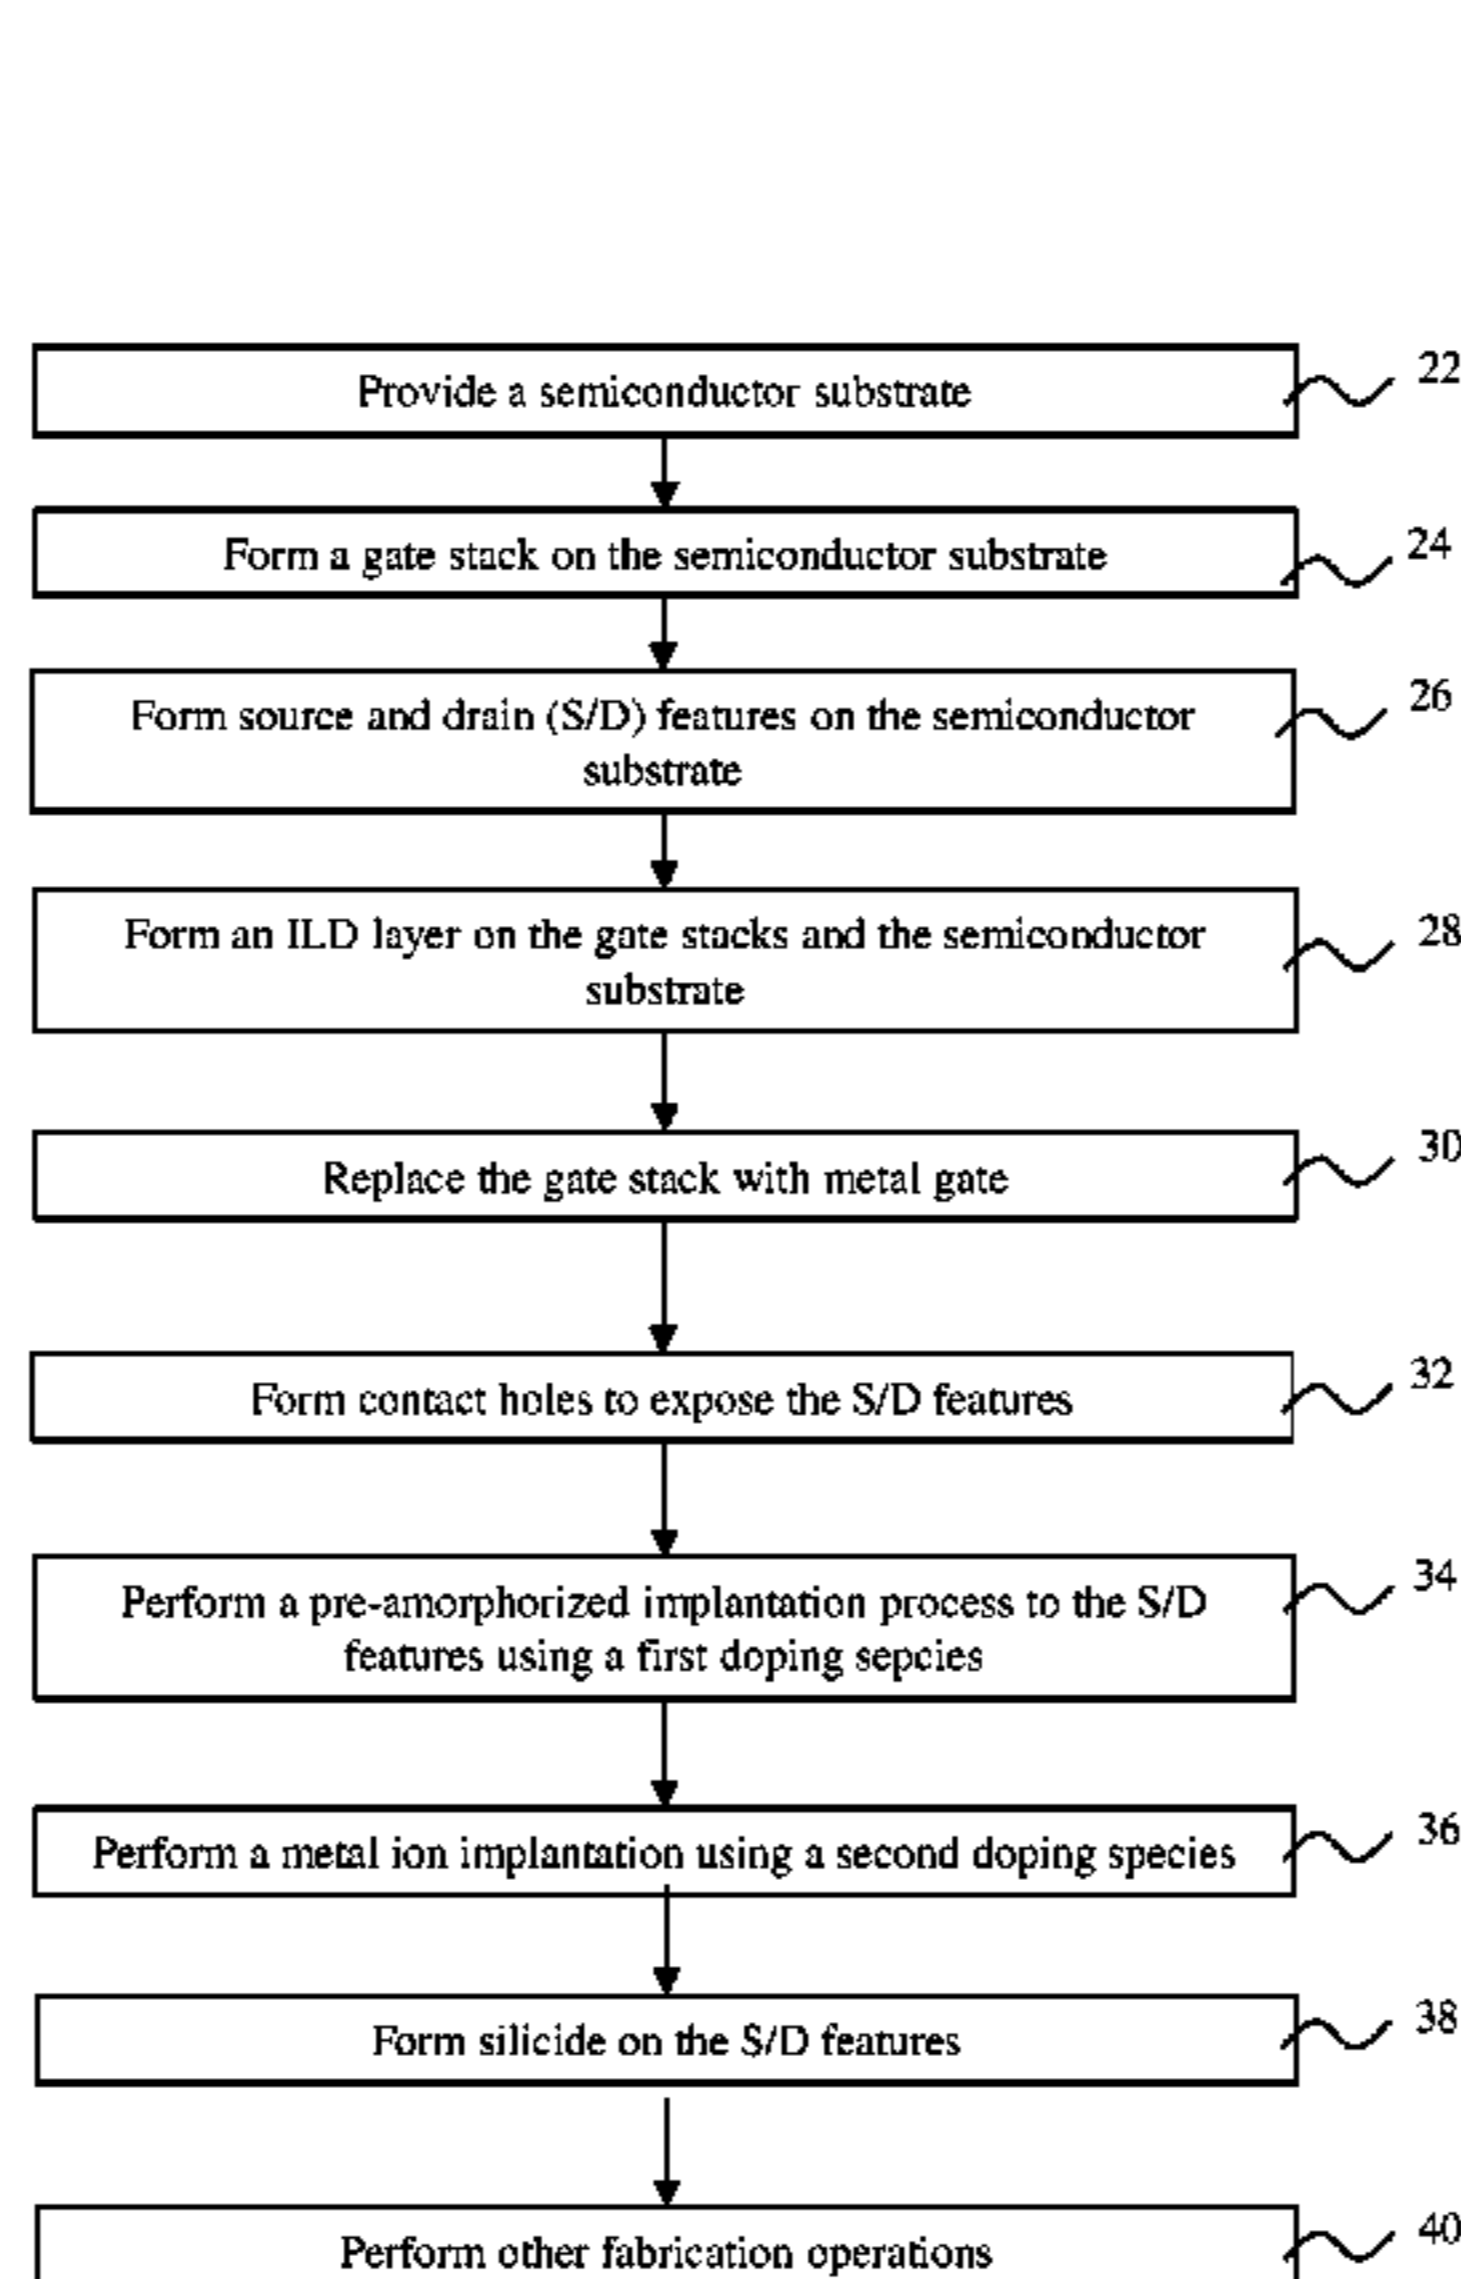 Provide a semiconductor substrate
22
Form a gate stack on the semiconductor substrate
24
Form source and drain (S/D) features on the semiconductor
substrate
26
Form an ILD layer on the gate stacks and the semiconductor
substrate
28
Replace the gate stack with metal gate
30
Form contact holes to expose the S/D features
32
Perform a pre-amorphorized implantation process to the S/D
features using a first doping sepcies
34
Perform a metal ion implantation using a second doping species
36
Form silicide on the S/D features
38
Perform other fabrication operations
40